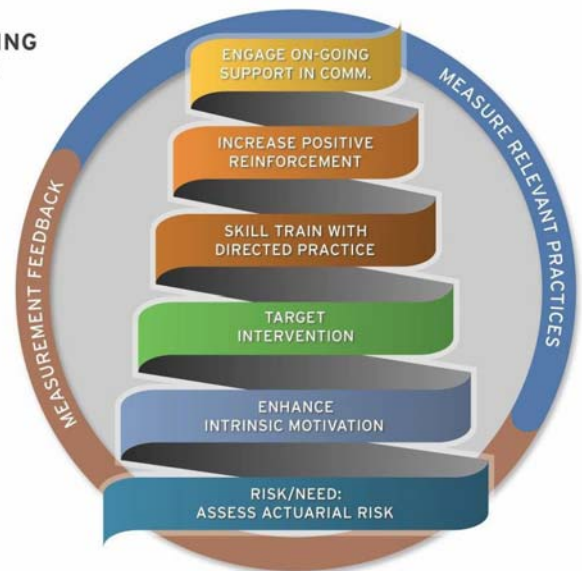 ING
ENGAGE ON-GOING
SUPPORT IN COMM.
INCREASE POSITIVE
REINFORCEMENT
SKILL TRAIN WITH
DIRECTED PRACTICE
TARGET
INTERVENTION
ENHANCE
INTRINSIC MOTIVATION
RISK/NEED:
ASSESS ACTUARIAL RISK
MEASUREMENT FEEDBACK
MEASURE RELEVANT PRACTICES